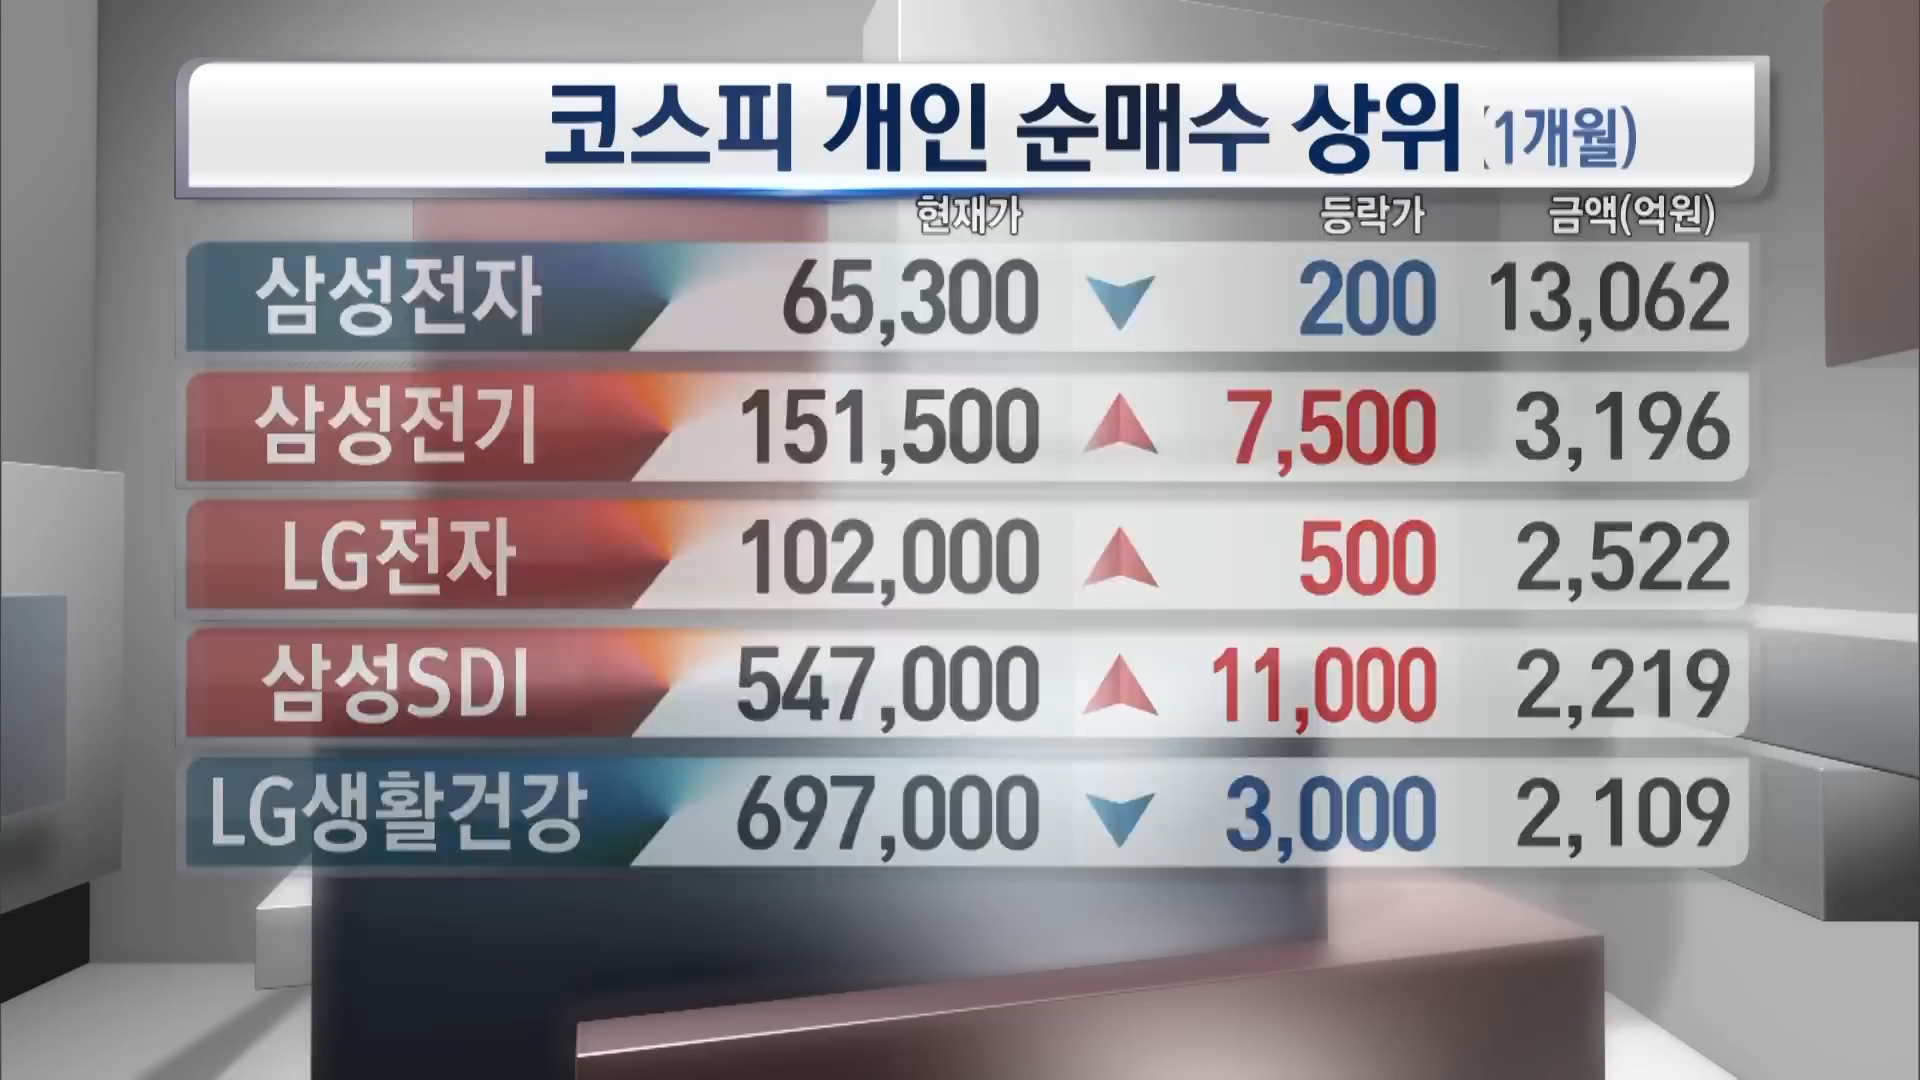 코스피 개인 순매수 상위 (1개월)
현재가 등락가 금액(억원)
삼성전자 65,300 ▼ 200 13,062
삼성전기 151,500 ▲ 7,500 3,196
LG전자 102,000 ▲ 500 2,522
삼성SDI 547,000 ▲ 11,000 2,219
LG생활건강 697,000 ▼ 3,000 2,109